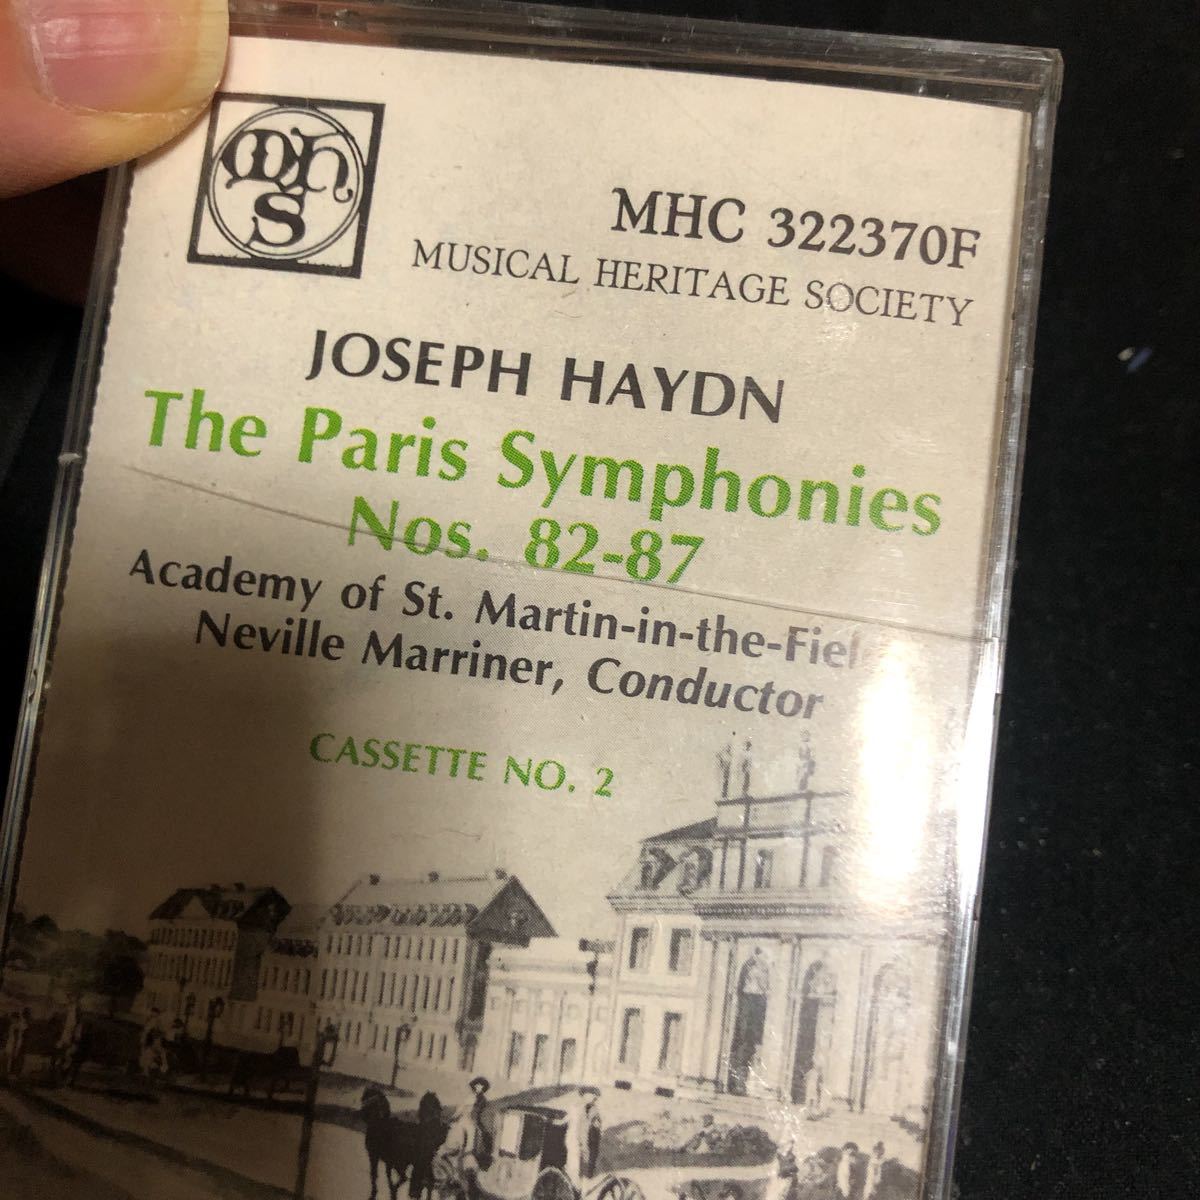 mhs
MHC 322370F
MUSICAL HERITAGE SOCIETY
JOSEPH HAYDN
The Paris Symphonies
Nos. 82-87
Academy of St. Martin-in-the-Fiel
Neville Marriner, Conductor
CASSETTE NO. 2